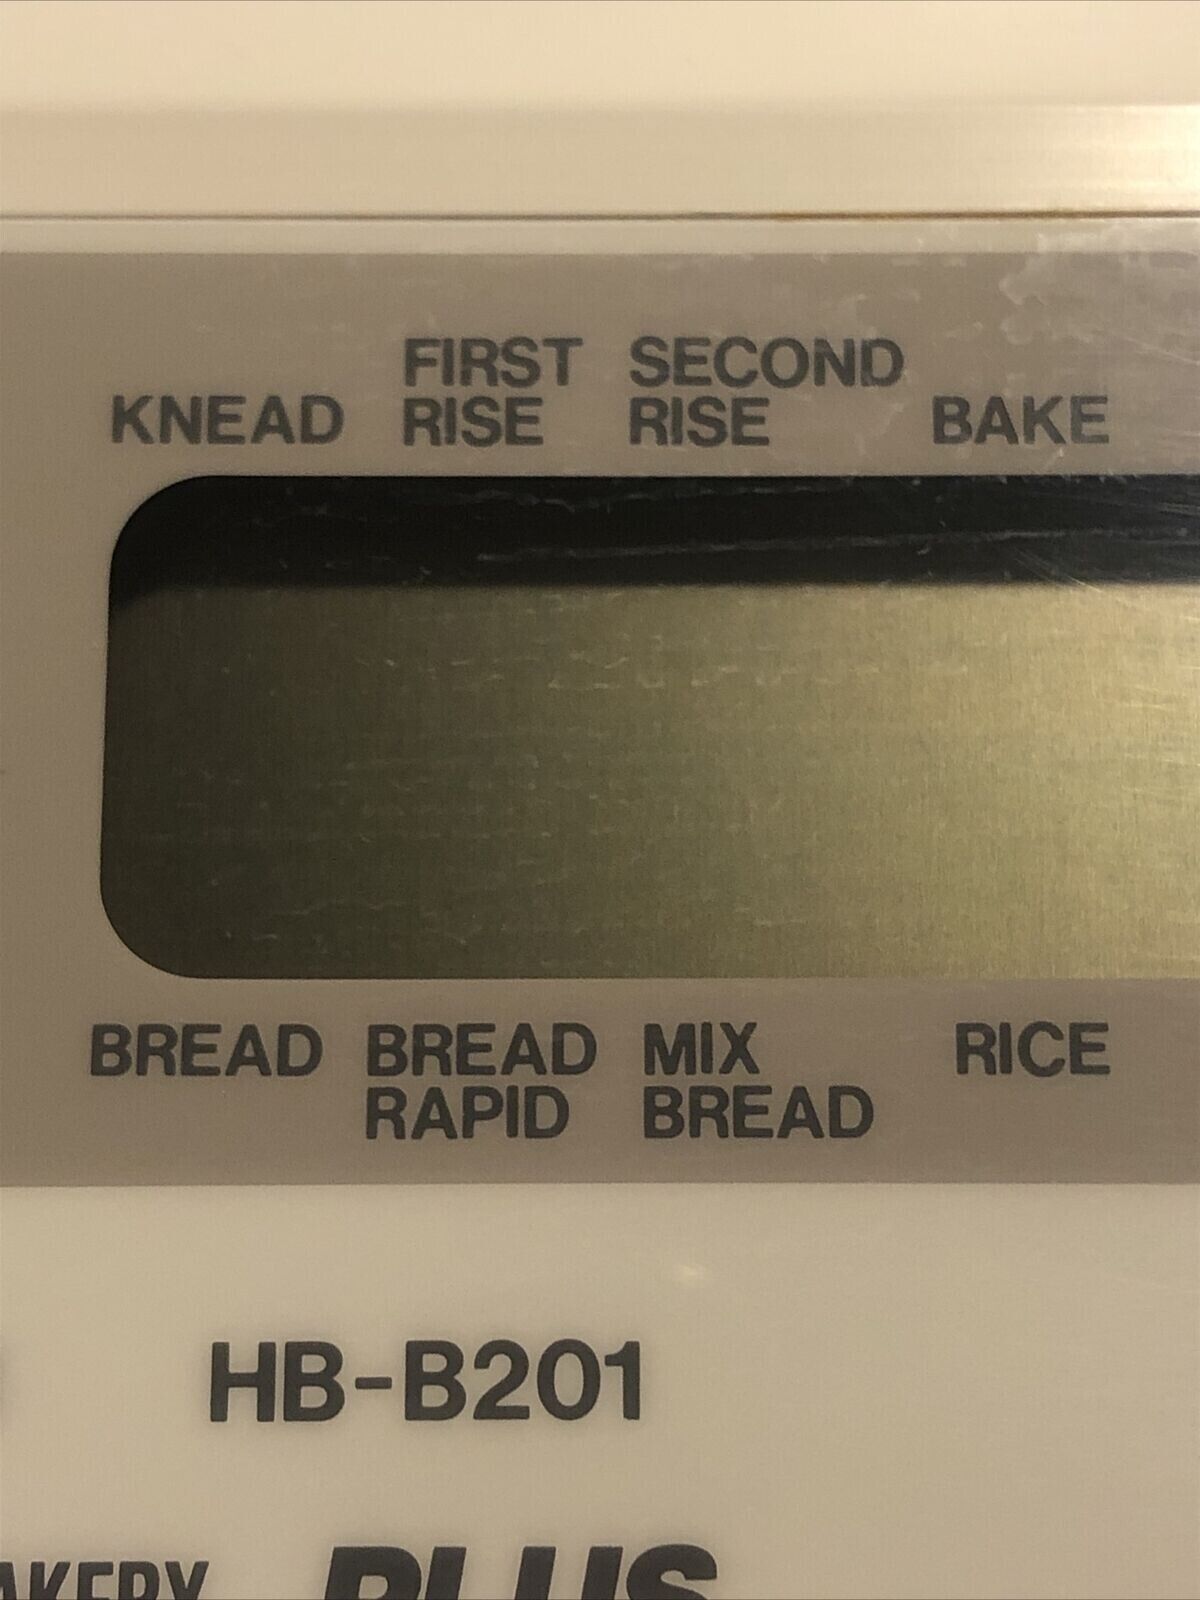 KNEAD FIRST RISE SECOND RISE BAKE
BREAD BREAD RAPID MIX BREAD RICE
HB-B201
PLUS